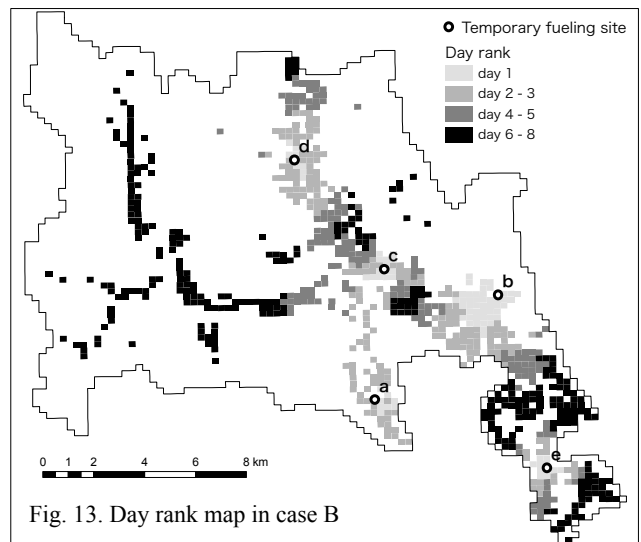 Temporary fueling site
Day rank
day 1
day 2 - 3
day 4 - 5
day 6 - 8
d
c
b
a
e
0 1 2 4 6 8 km
Fig. 13. Day rank map in case B